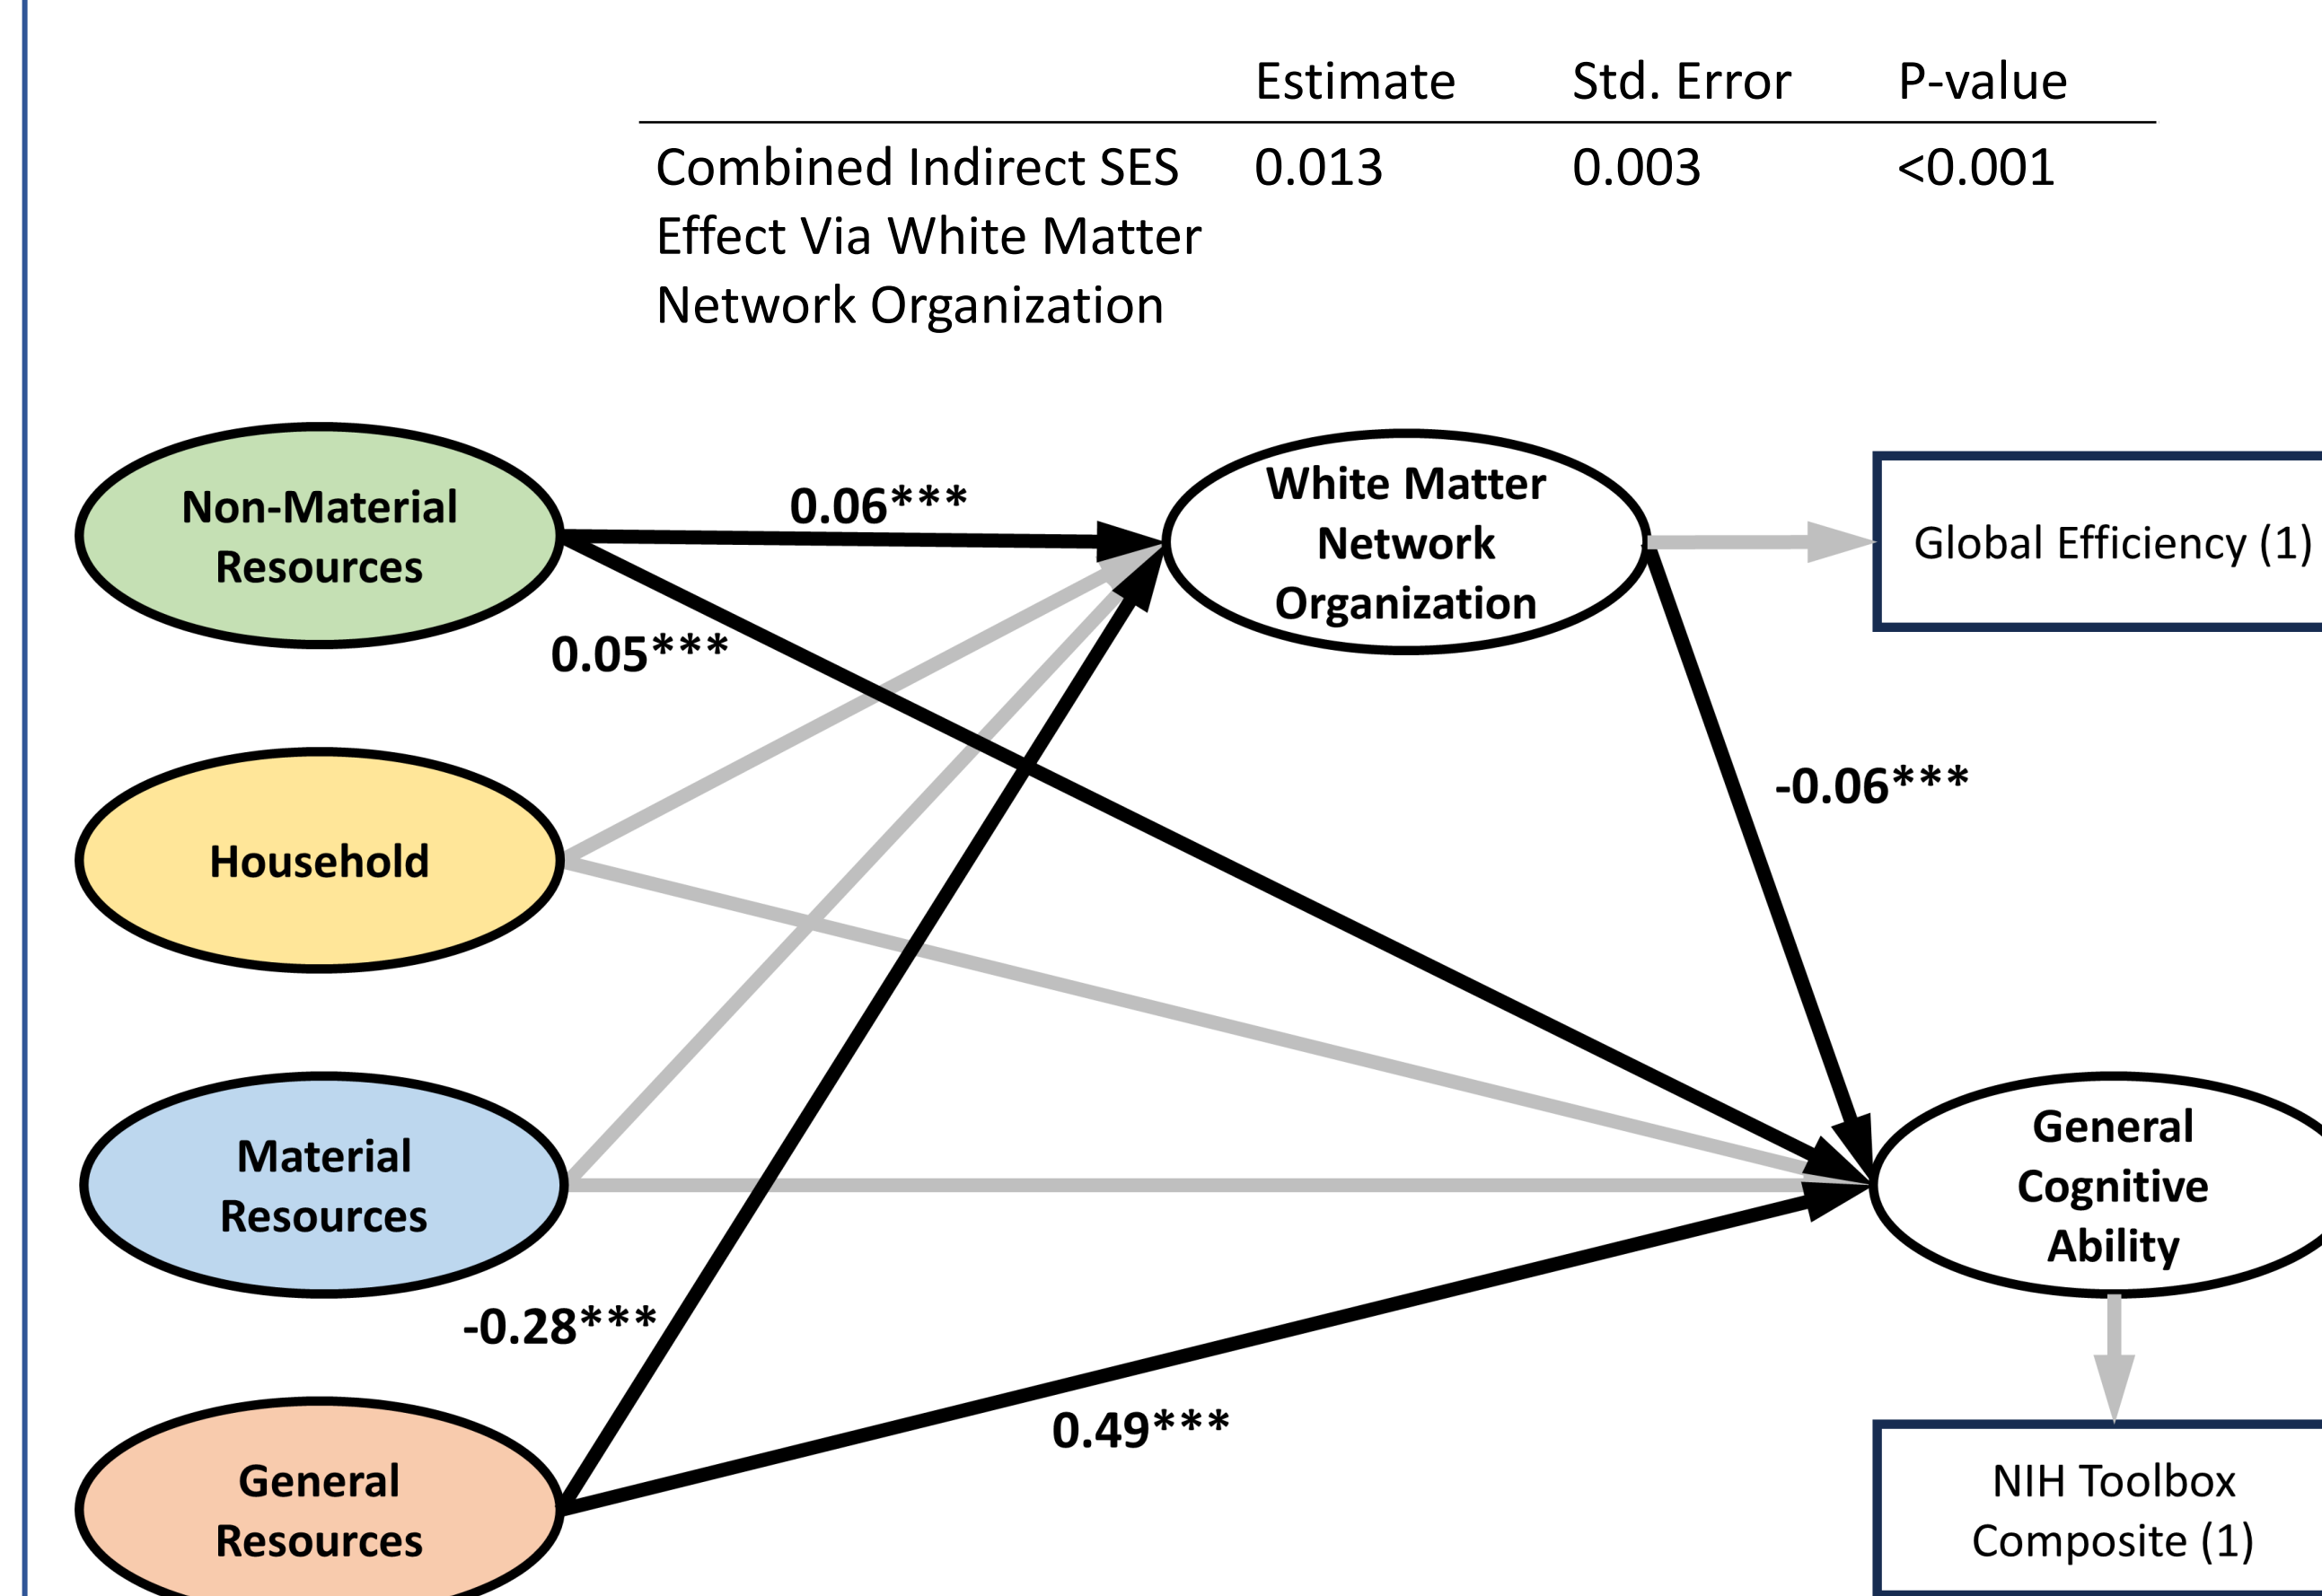 Estimate Std. Error P-value
Combined Indirect SES 0.013 0.003 <0.001
Effect Via White Matter
Network Organization
Non-Material
Resources
0.06***
White Matter
Network
Organization
Global Efficiency (1)
0.05***
-0.06***
Household
Material
Resources
General
Cognitive
Ability
-0.28***
0.49***
General
Resources
NIH Toolbox
Composite (1)